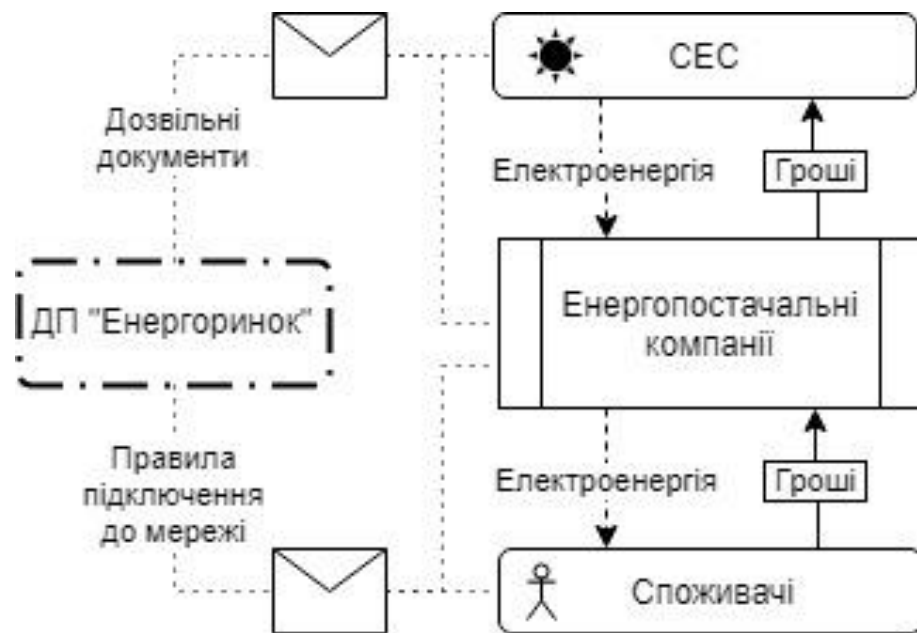 СЕС
Дозвільні
документи
Електроенергія
Гроші
ДП "Енергоринок"
Енергопостачальні
компанії
Правила
підключення
до мережі
Електроенергія
Гроші
Споживачі